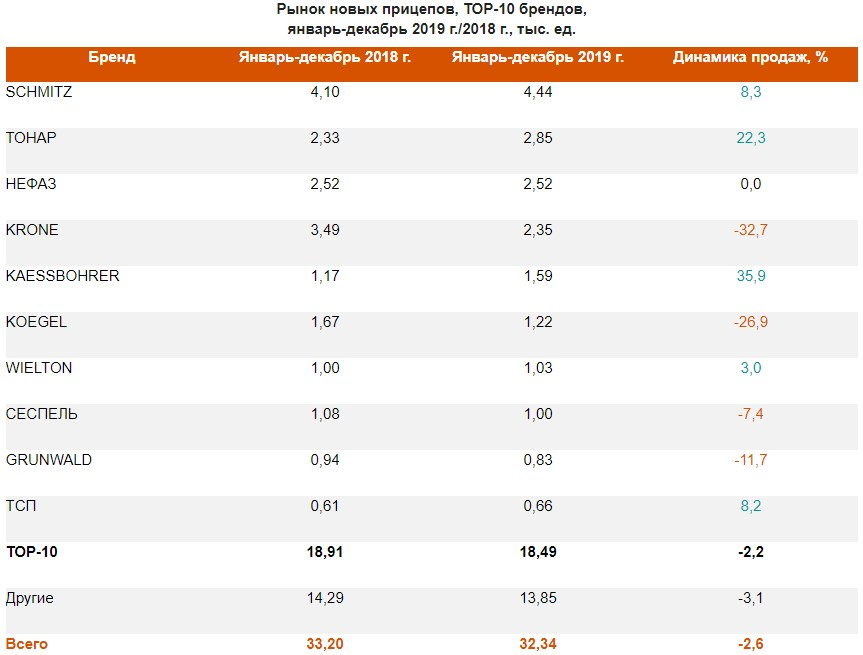 Рынок новых прицепов, TOP-10 брендов,
январь-декабрь 2019 г./2018 г., тыс. ед.
Бренд Январь-декабрь 2018 г. Январь-декабрь 2019 г. Динамика продаж, %
SCHMITZ 4,10 4,44 8,3
ТОНАР 2,33 2,85 22,3
НЕФАЗ 2,52 2,52 0,0
KRONE 3,49 2,35 -32,7
KAESSBOHRER 1,17 1,59 35,9
KOEGEL 1,67 1,22 -26,9
WIELTON 1,00 1,03 3,0
СЕСПЕЛЬ 1,08 1,00 -7,4
GRUNWALD 0,94 0,83 -11,7
ТСП 0,61 0,66 8,2
TOP-10 18,91 18,49 -2,2
Другие 14,29 13,85 -3,1
Всего 33,20 32,34 -2,6